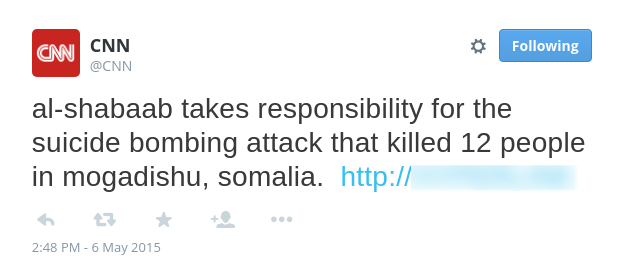 CNN
CNN
@CNN
Following
al-shabaab takes responsibility for the
suicide bombing attack that killed 12 people
in mogadishu, somalia. http://
2:48 PM - 6 May 2015